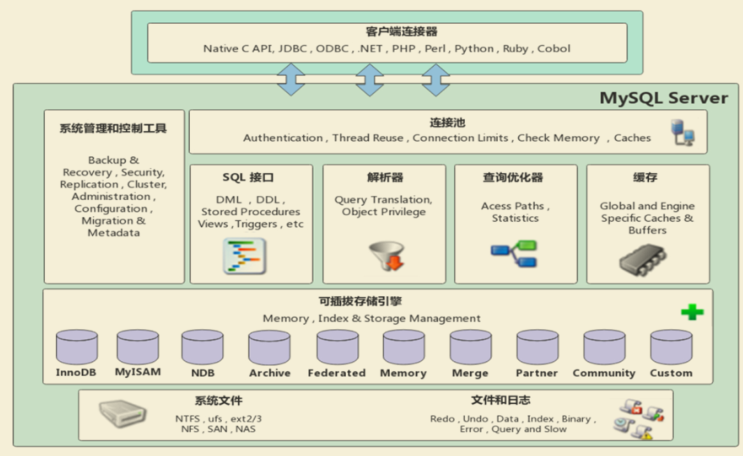 客户端连接器
Native C API, JDBC , ODBC , .NET , PHP , Perl , Python , Ruby , Cobol
MySQL Server
系统管理和控制工具
Backup &
Recovery , Security,
Replication , Cluster,
Administration ,
Configuration ,
Migration &
Metadata
连接池
Authentication , Thread Reuse , Connection Limits , Check Memory , Caches
SQL 接口
DML , DDL ,
Stored Procedures
Views ,Triggers , etc
解析器
Query Translation,
Object Privilege
查询优化器
Acess Paths ,
Statistics
缓存
Global and Engine
Specific Caches &
Buffers
可插拔存储引擎
Memory , Index & Storage Management
InnoDB MyISAM NDB Archive Federated Memory Merge Partner Community Custom
系统文件
NTFS , ufs , ext2/3
NFS , SAN , NAS
文件和日志
Redo , Undo , Data , Index , Binary ,
Error , Query and Slow